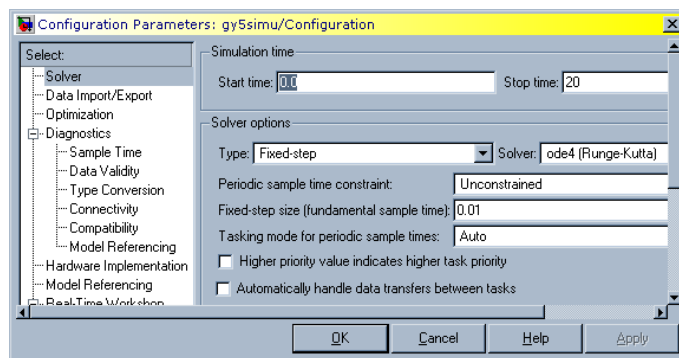 Configuration Parameters: gy5simu/Configuration
Select:
Solver
Data Import/Export
Optimization
Diagnostics
Sample Time
Data Validity
Type Conversion
Connectivity
Compatibility
Model Referencing
Hardware Implementation
Model Referencing
Real-Time Workshop
Simulation time
Start time: 0.0 Stop time: 20
Solver options
Type: Fixed-step Solver: ode4 (Runge-Kutta)
Periodic sample time constraint: Unconstrained
Fixed-step size (fundamental sample time): 0.01
Tasking mode for periodic sample times: Auto
Higher priority value indicates higher task priority
Automatically handle data transfers between tasks
OK Cancel Help Apply